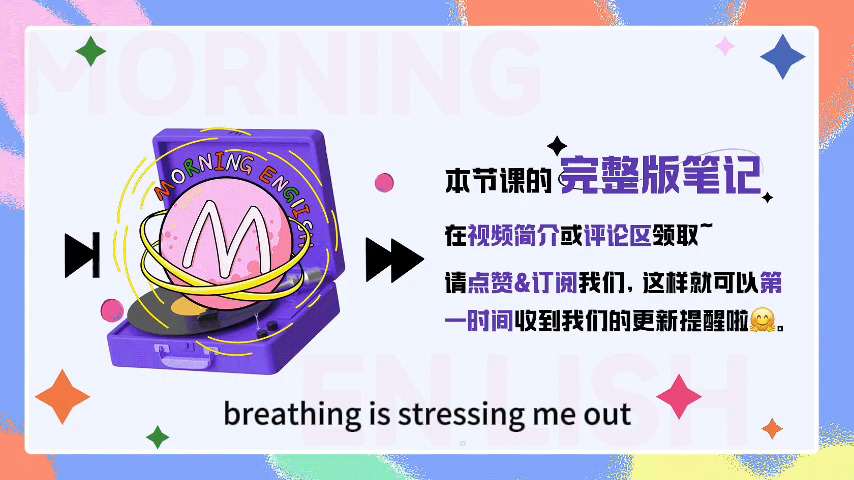 MORNING
MORNING ENGLISH
M
本节课的 完整版笔记
在视频简介或评论区领取~
请点赞&订阅我们,这样就可以第
一时间收到我们的更新提醒啦🤗。
EN LISH
breathing is stressing me out